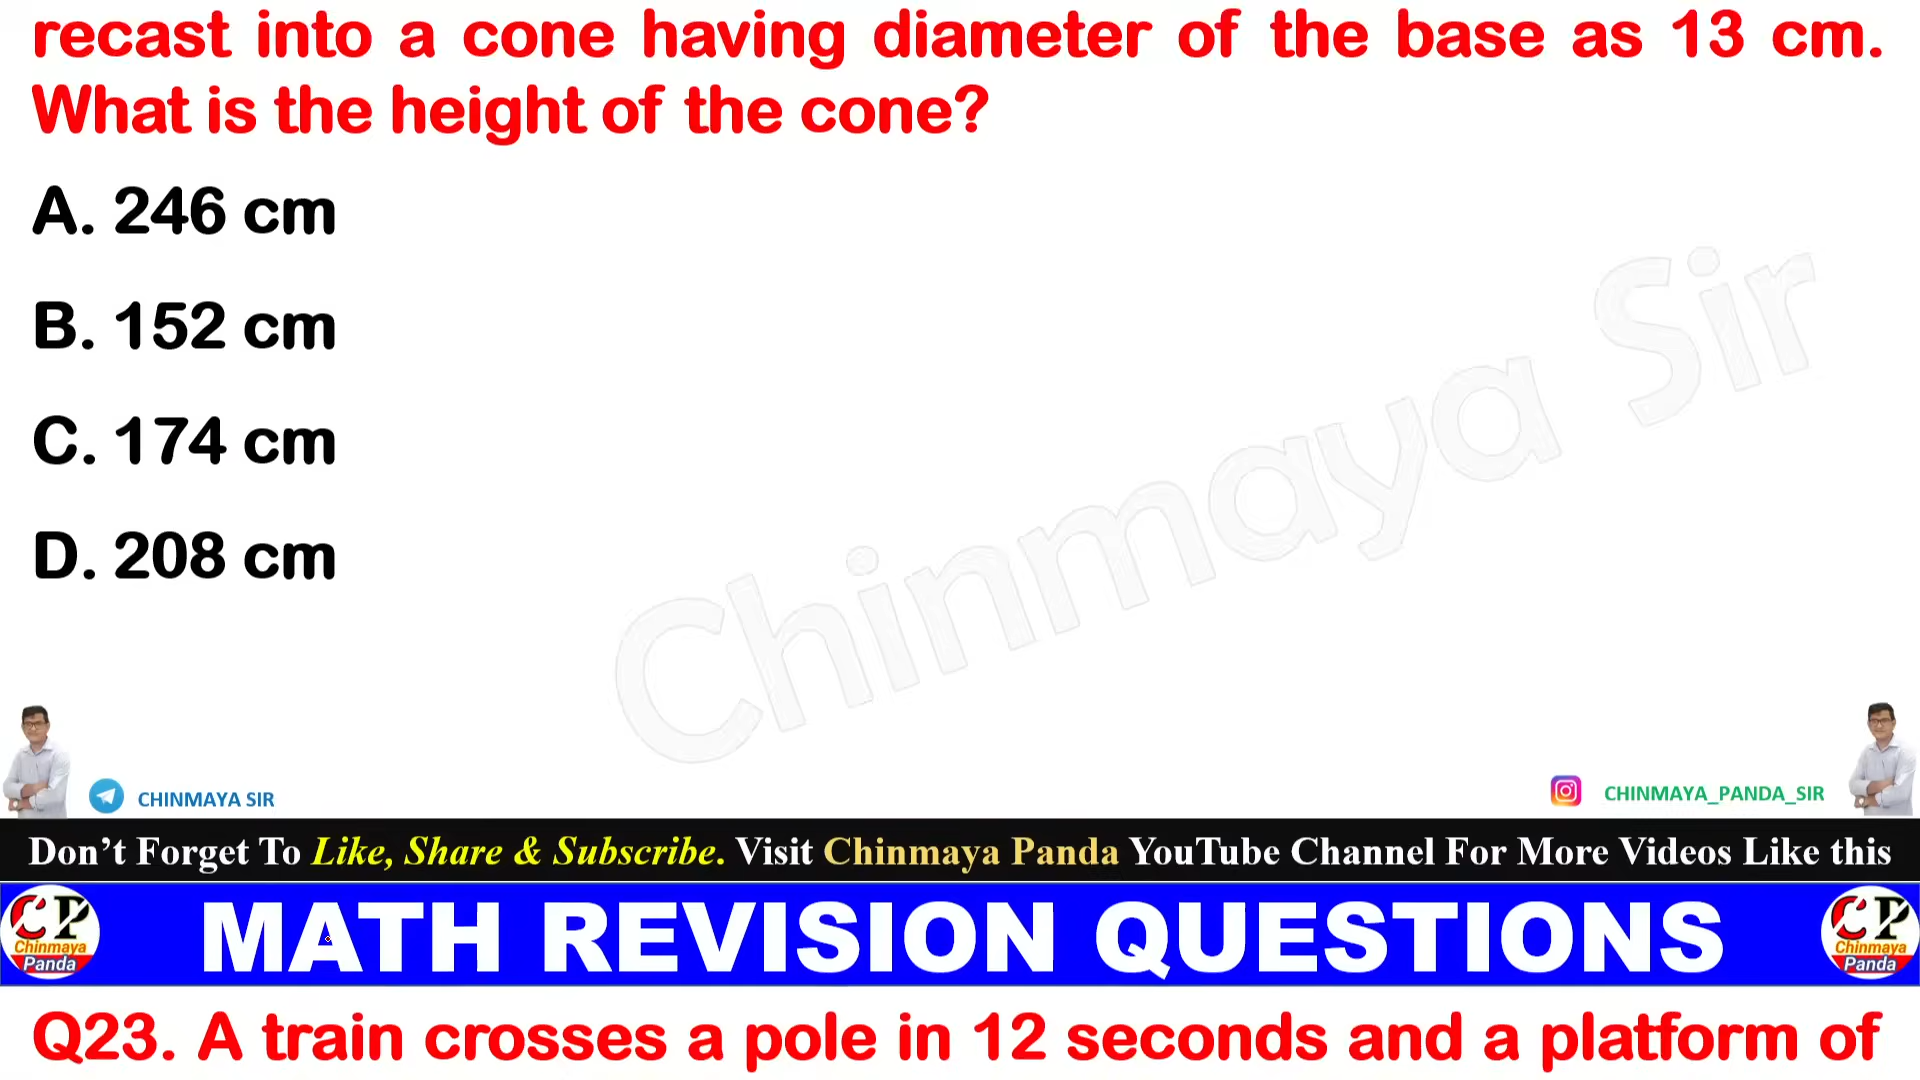 recast into a cone having diameter of the base as 13 cm.
What is the height of the cone?
A. 246 cm
B. 152 cm
C. 174 cm
D. 208 cm
Chinmaya Sir
CHINMAYA SIR
CHINMAYA_PANDA_SIR
Don't Forget To Like, Share & Subscribe. Visit Chinmaya Panda YouTube Channel For More Videos Like this
CP Chinmaya Panda
MATH REVISION QUESTIONS
CP Chinmaya Panda
Q23. A train crosses a pole in 12 seconds and a platform of